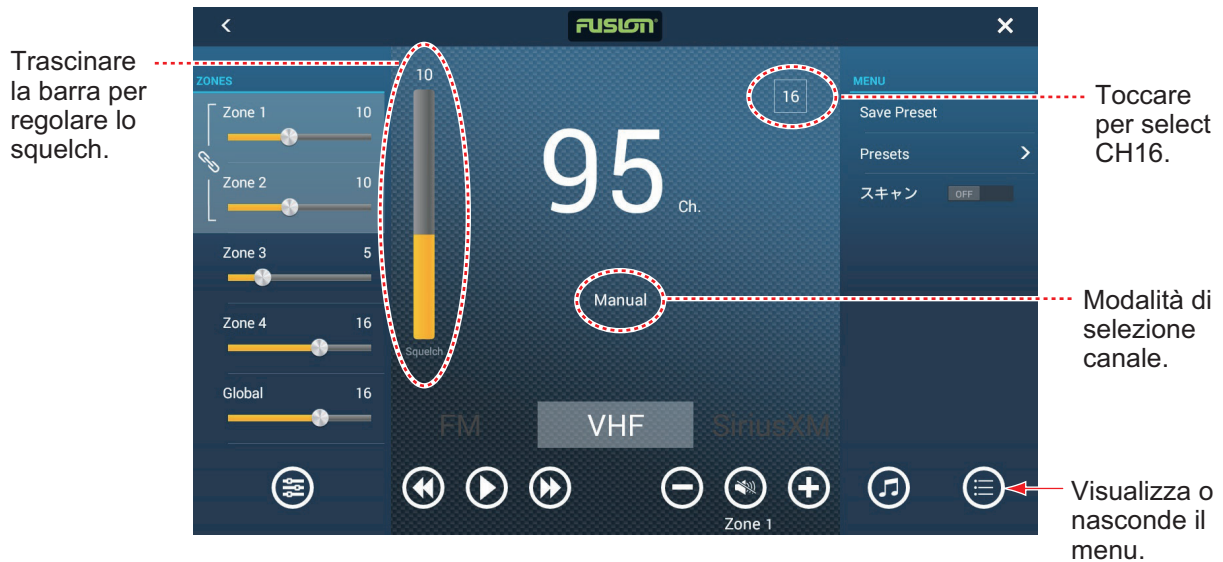 FUSION
Trascinare
la barra per
regolare lo
squelch.
ZONES
Zone 1 10
Zone 2 10
Zone 3 5
Zone 4 16
Global 16
10
Squelch
16
95 Ch.
Manual
FM VHF SiriusXM
Zone 1
MENU
Save Preset
Presets
スキャン OFF
Toccare
per select
CH16.
Modalità di
selezione
canale.
Visualizza o
nasconde il
menu.